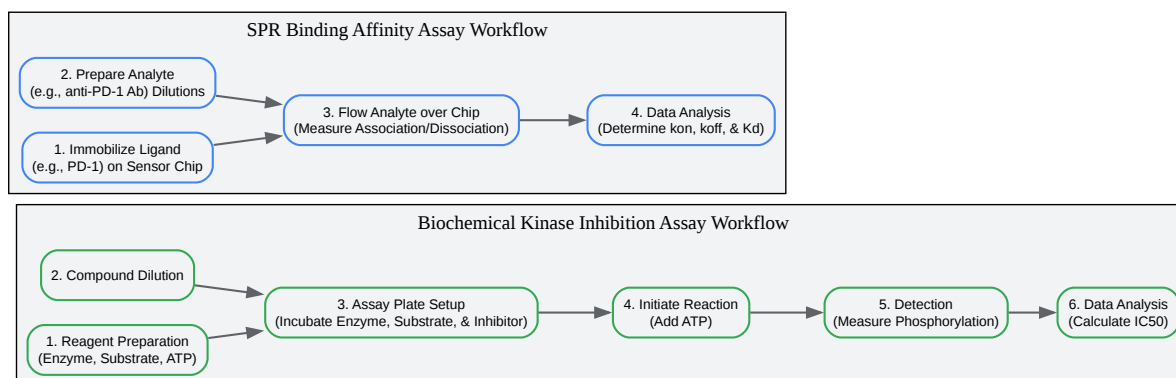 SPR Binding Affinity Assay Workflow
2. Prepare Analyte
(e.g., anti-PD-1 Ab) Dilutions
1. Immobilize Ligand
(e.g., PD-1) on Sensor Chip
3. Flow Analyte over Chip
(Measure Association/Dissociation)
4. Data Analysis
(Determine kon, koff, & Kd)
Biochemical Kinase Inhibition Assay Workflow
2. Compound Dilution
1. Reagent Preparation
(Enzyme, Substrate, ATP)
3. Assay Plate Setup
(Incubate Enzyme, Substrate, & Inhibitor)
4. Initiate Reaction
(Add ATP)
5. Detection
(Measure Phosphorylation)
6. Data Analysis
(Calculate IC50)